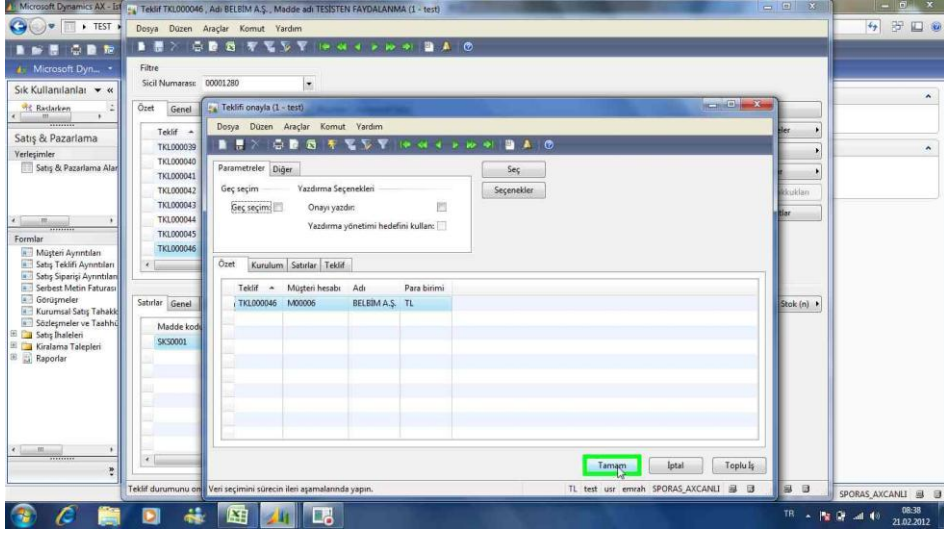 Microsoft Dynamics AX - İst
Teklif TKL000046 , Adı BELBİM A.Ş. , Madde adı TESİSTEN FAYDALANMA (1 - test)
TEST
Dosya Düzen Araçlar Komut Yardım
Microsoft Dyn...
Filtre
Sicil Numarası: 00001280
Sık Kullanılanlar
Başlarken
Özet Genel
Teklif
TKL000039
TKL000040
TKL000041
TKL000042
TKL000043
TKL000044
TKL000045
TKL000046
Satış & Pazarlama
Yerleşimler
Satış & Pazarlama Alar
Formlar
Müşteri Ayrıntıları
Satış Teklifi Ayrıntıları
Satış Siparişi Ayrıntıları
Serbest Metin Faturası
Görüşmeler
Kurumsal Satış Tahakk
Sözleşmeler ve Taahhü
Satış İhaleleri
Kiralama Talepleri
Raporlar
Satırlar Genel
Stok (n)
Madde kodu
SKS0001
Teklifi onayla (1 - test)
Dosya Düzen Araçlar Komut Yardım
Parametreler Diğer
Seç
Seçenekler
Geç seçim
Yazdırma Seçenekleri
Geç seçim:
Onayı yazdır:
Yazdırma yönetimi hedefini kullan:
Özet Kurulum Satırlar Teklif
Teklif Müşteri hesabı Adı Para birimi
TKL000046 M00006 BELBİM A.Ş. TL
Tamam İptal Toplu İş
Teklif durumunu on
Veri seçimini sürecin ileri aşamalarında yapın.
TL test usr emrah SPORAS_AXCANLI
SPORAS_AXCANLI
TR
08:38
21.02.2012